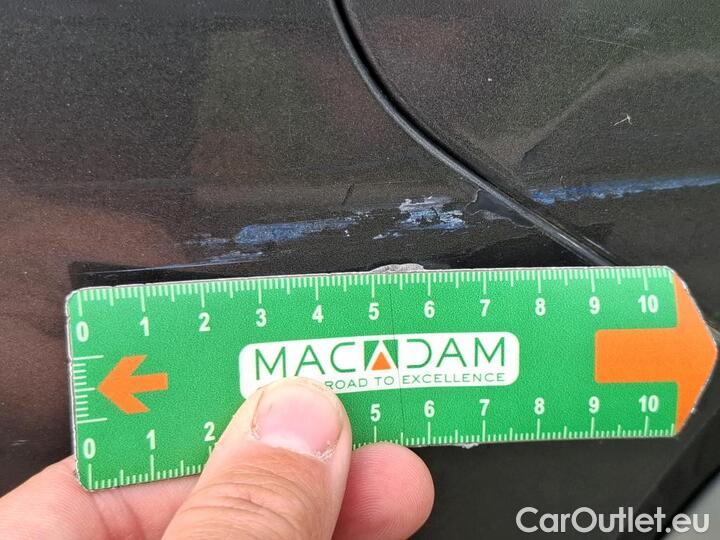 0 1 2 3 4 5 6 7 8 9 10
MACADAM
ROAD TO EXCELLENCE
0 1 2 5 6 7 8 9 10
CarOutlet.eu